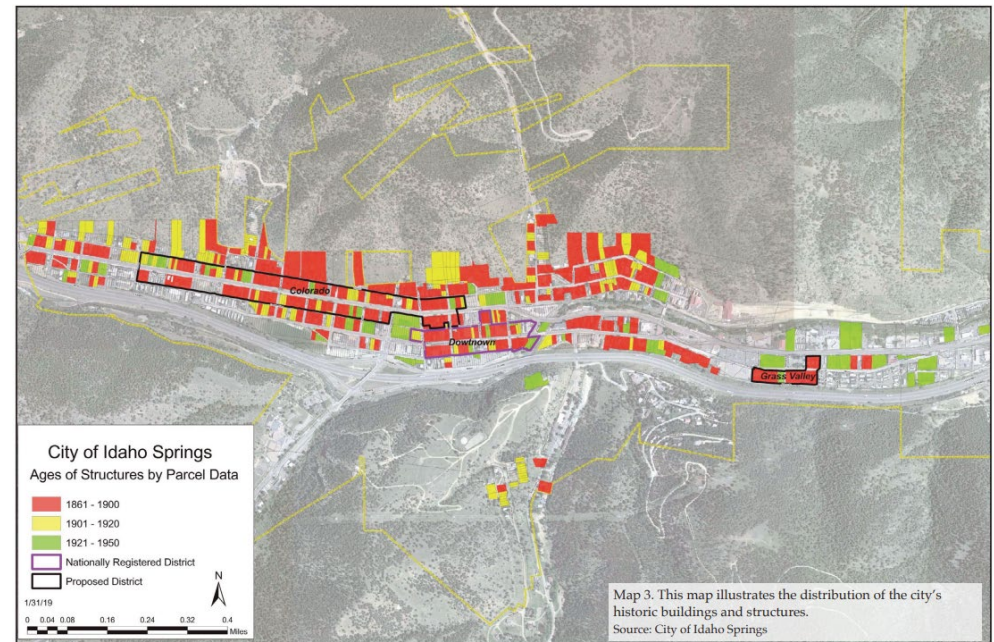 Colorado
Dowtnown
Grass Valley
City of Idaho Springs
Ages of Structures by Parcel Data
1861 - 1900
1901 - 1920
1921 - 1950
Nationally Registered District
Proposed District
N
1/31/19
0 0.04 0.08 0.16 0.24 0.32 0.4
Miles
Map 3. This map illustrates the distribution of the city's
historic buildings and structures.
Source: City of Idaho Springs